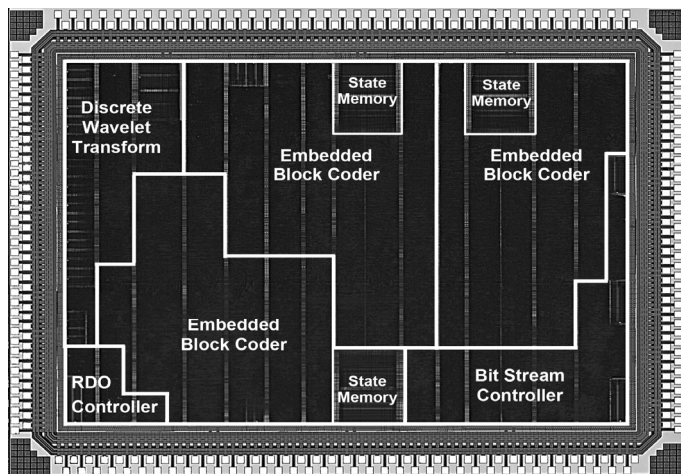 Discrete
Wavelet
Transform
State
Memory
State
Memory
Embedded
Block Coder
Embedded
Block Coder
Embedded
Block Coder
RDO
Controller
State
Memory
Bit Stream
Controller